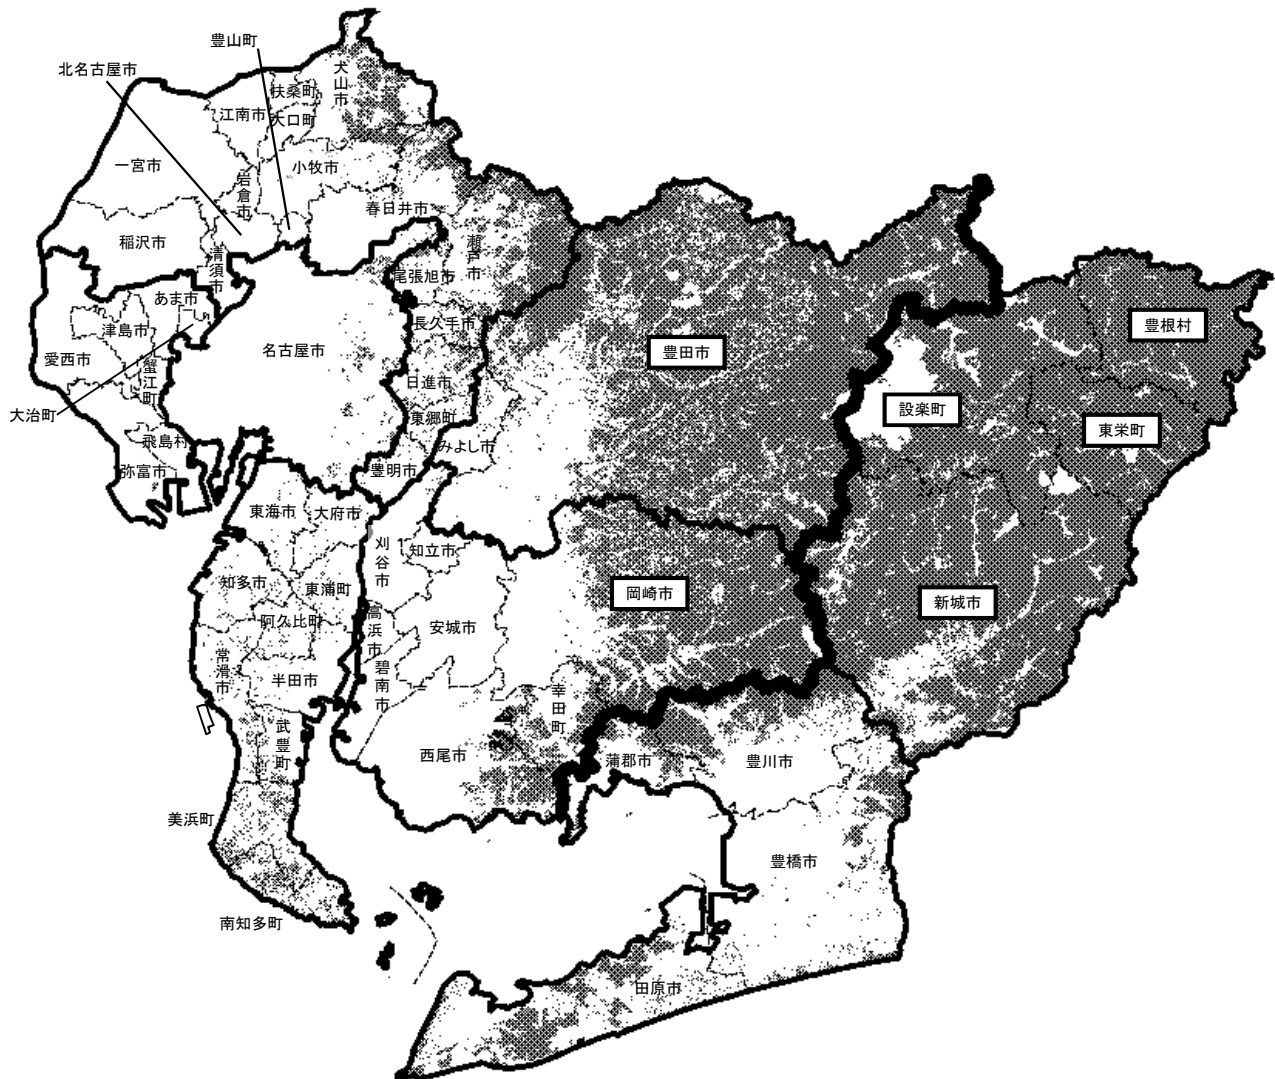 豊山町
北名古屋市
犬山市
扶桑町
江南市
大口町
一宮市
小牧市
岩倉市
春日井市
稲沢市
清須市
瀬戸市
尾張旭市
あま市
長久手市
津島市
名古屋市
愛西市
蟹江町
日進市
大治町
東郷町
飛島村
みよし市
弥富市
豊明市
豊田市
豊根村
設楽町
東栄町
東海市
大府市
刈谷市
知立市
知多市
東浦町
岡崎市
新城市
阿久比町
高浜市
安城市
常滑市
半田市
碧南市
幸田町
武豊町
西尾市
蒲郡市
豊川市
美浜町
豊橋市
南知多町
田原市